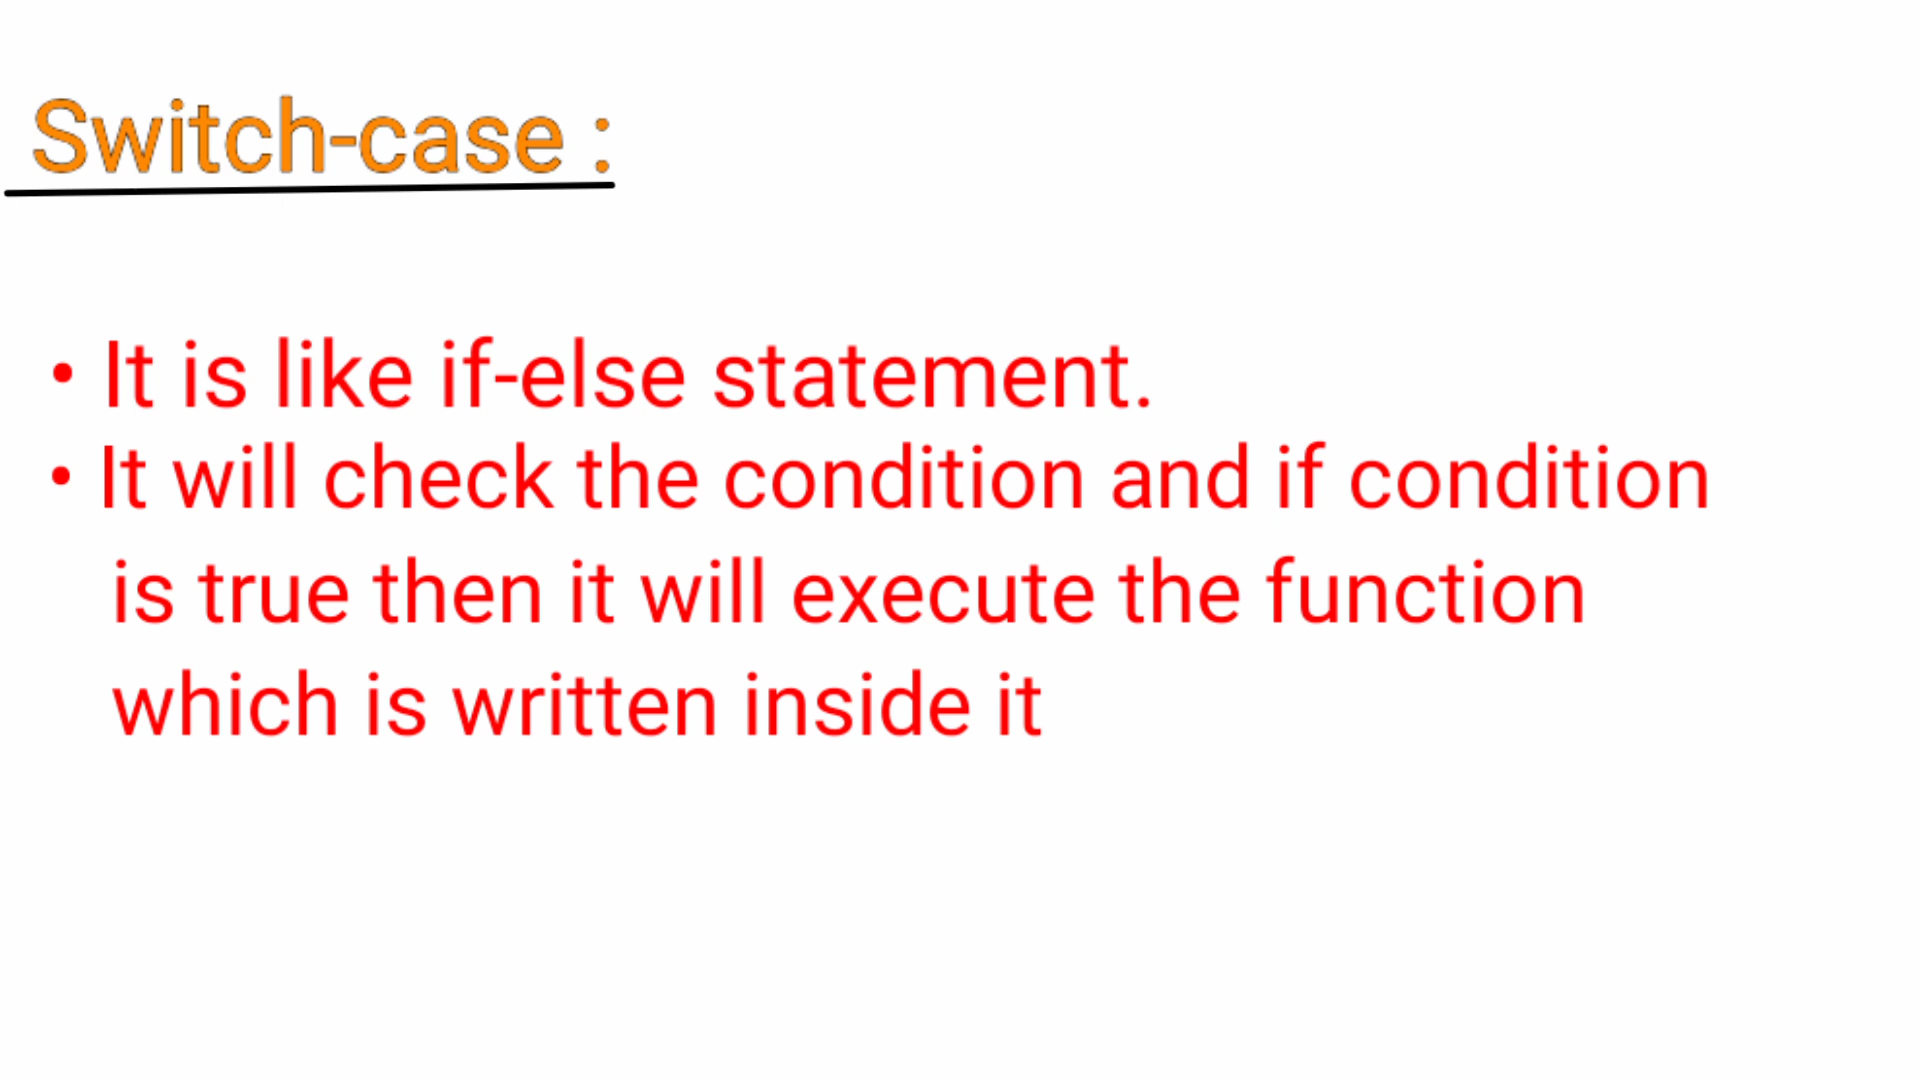 Switch-case :
• It is like if-else statement.
• It will check the condition and if condition
is true then it will execute the function
which is written inside it